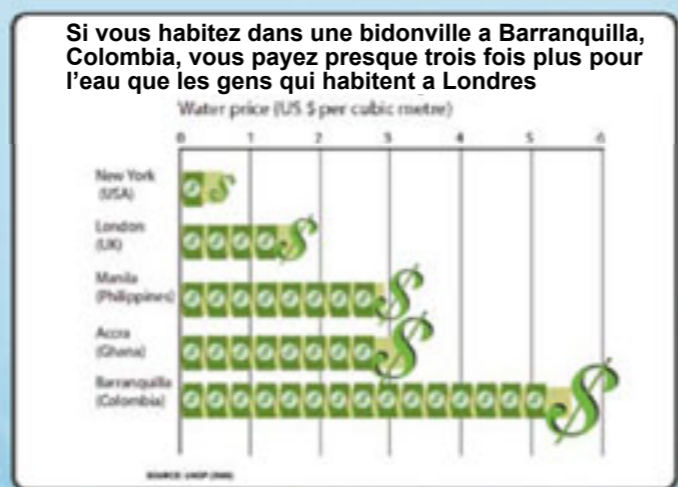 Si vous habitez dans une bidonville a Barranquilla,
Colombia, vous payez presque trois fois plus pour
l'eau que les gens qui habitent a Londres
Water price (US $ per cubic metre)
0 1 2 3 4 5 6
New York
(USA)
London
(UK)
Manila
(Philippines)
Accra
(Ghana)
Barranquilla
(Colombia)
SOURCE: